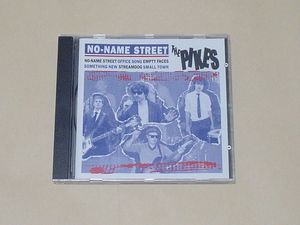 NO-NAME STREET
THE PIKES
NO-NAME STREET OFFICE SONG EMPTY FACES
SOMETHING NEW STREAMDOG SMALL TOWN